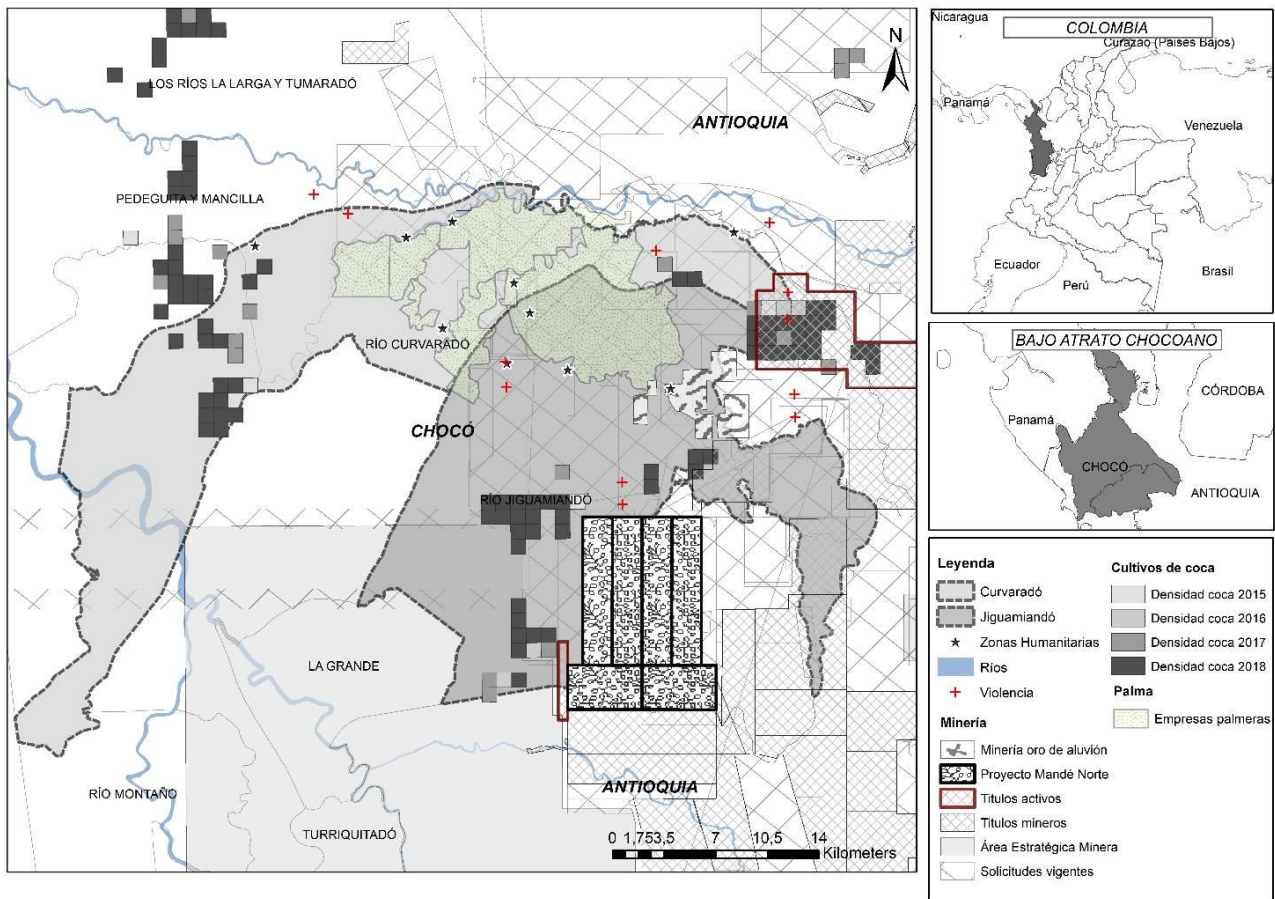 LOS RÍOS LA LARGA Y TUMARADÓ
N
ANTIOQUIA
PEDEGUITA Y MANCILLA
RÍO CURVARADÓ
CHOCÓ
RÍO JIGUAMIANDÓ
LA GRANDE
RÍO MONTAÑO
ANTIOQUIA
TURRIQUITADÓ
0 1,753,5 7 10,5 14
Kilometers
Nicaragua
COLOMBIA
Curazao (Países Bajos)
Panamá
Venezuela
Ecuador
Perú
Brasil
BAJO ATRATO CHOCOANO
CÓRDOBA
Panamá
CHOCÓ
ANTIOQUIA
Leyenda
Curvaradó
Jiguamiandó
Zonas Humanitarias
Ríos
Violencia
Minería
Minería oro de aluvión
Proyecto Mandé Norte
Titulos activos
Titulos mineros
Área Estratégica Minera
Solicitudes vigentes
Cultivos de coca
Densidad coca 2015
Densidad coca 2016
Densidad coca 2017
Densidad coca 2018
Palma
Empresas palmeras